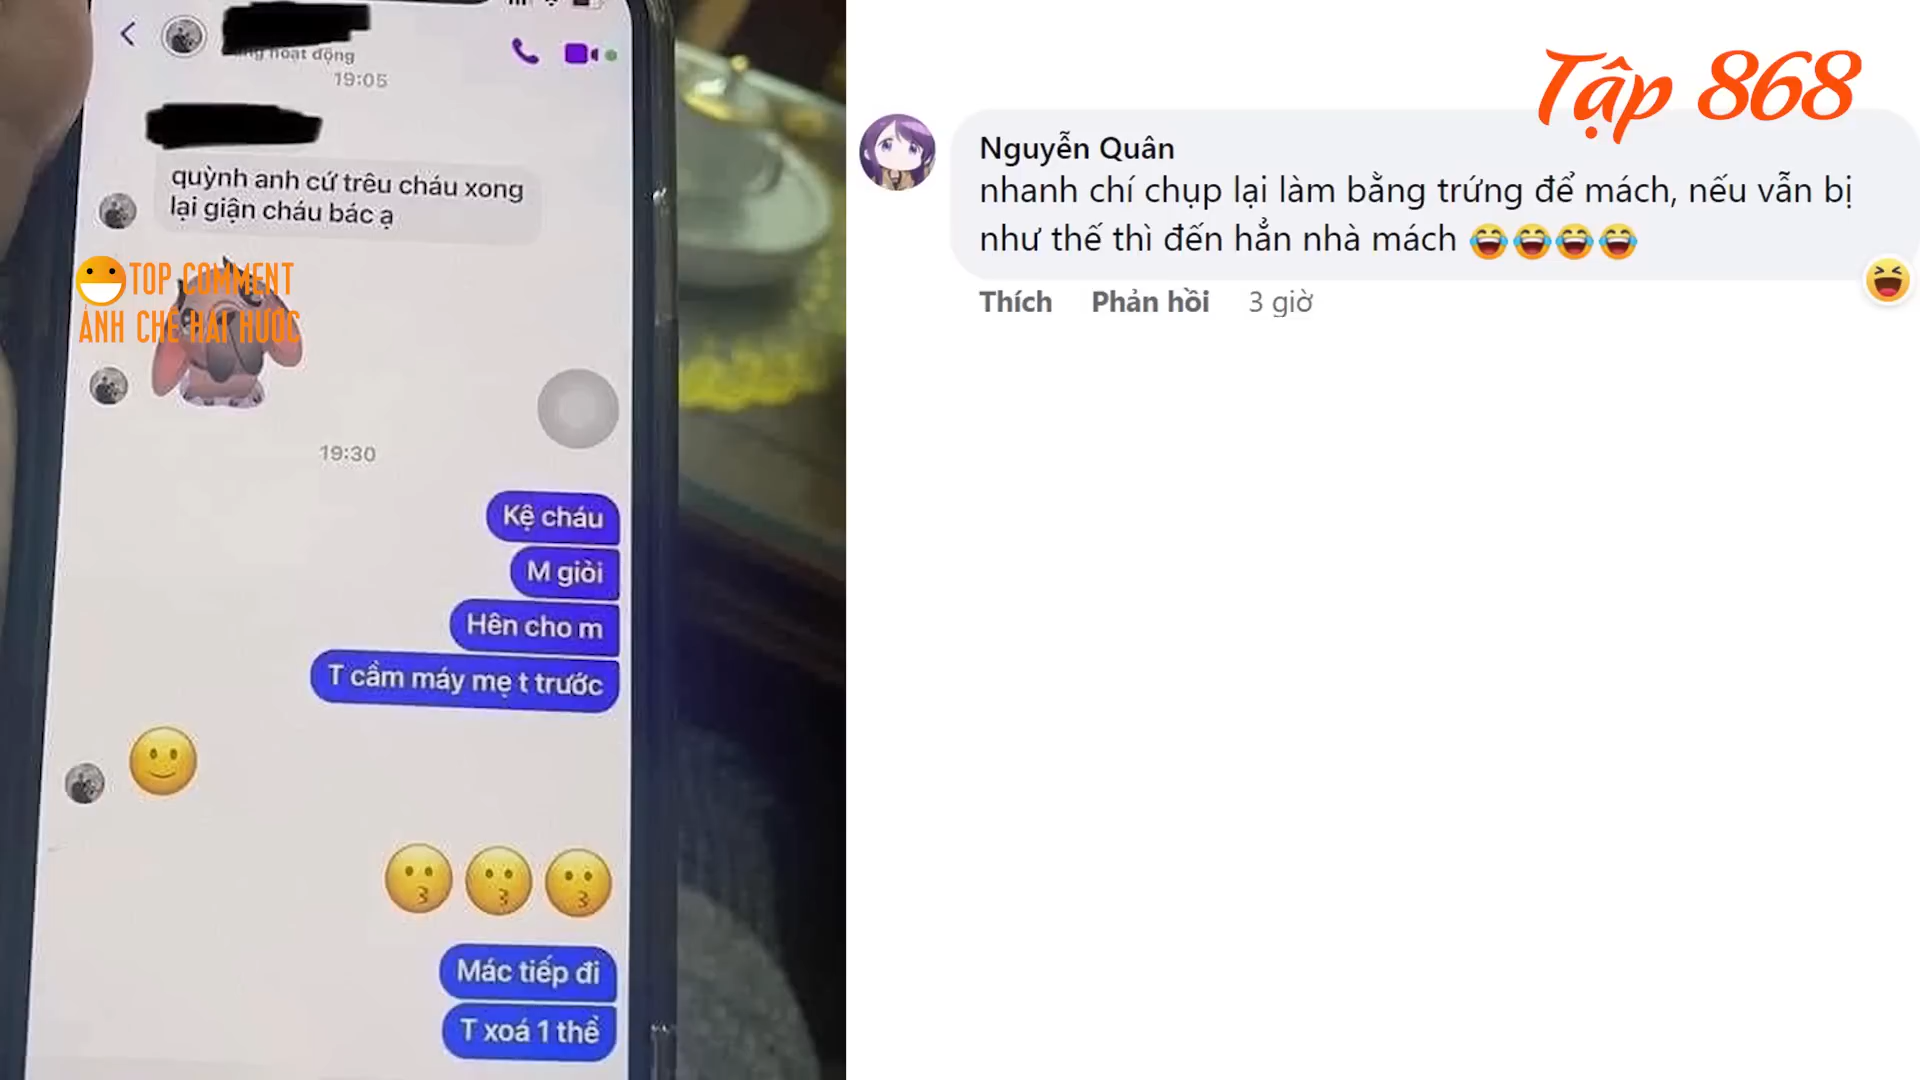 hoạt động
19:05
quỳnh anh cứ trêu cháu xong
lại giận cháu bác ạ
TOP COMMENT
ẢNH CHẾ HÀI HƯỚC
19:30
Kệ cháu
M giỏi
Hên cho m
T cầm máy mẹ t trước
Mác tiếp đi
T xoá 1 thể
Tập 868
Nguyễn Quân
nhanh chí chụp lại làm bằng trứng để mách, nếu vẫn bị
như thế thì đến hẳn nhà mách 😂😂😂😂
Thích Phản hồi 3 giờ